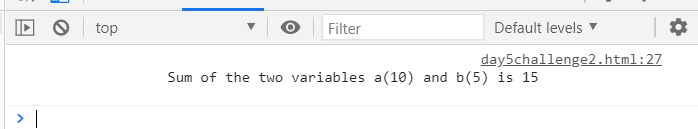 top Filter Default levels
day5challenge2.html:27
Sum of the two variables a(10) and b(5) is 15
>